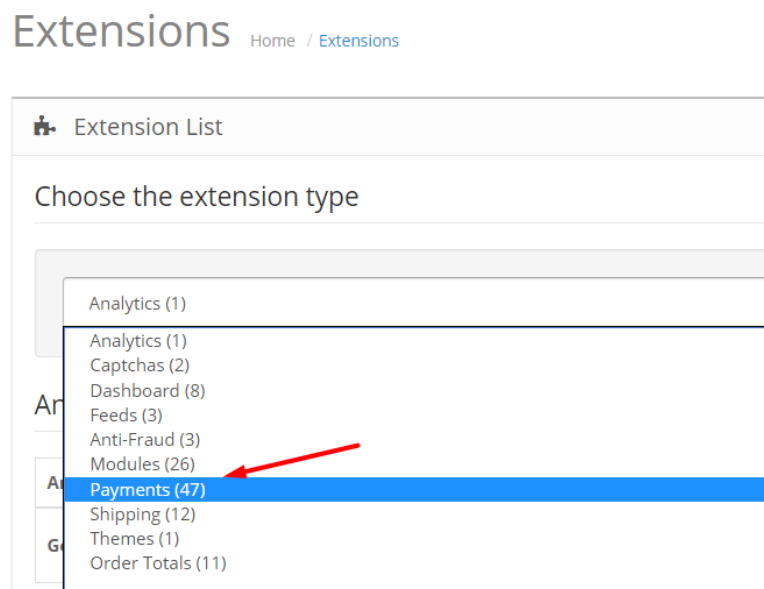 Extensions Home / Extensions
Extension List
Choose the extension type
Analytics (1)
Analytics (1)
Captchas (2)
Dashboard (8)
Feeds (3)
Anti-Fraud (3)
Modules (26)
Payments (47)
Shipping (12)
Themes (1)
Order Totals (11)